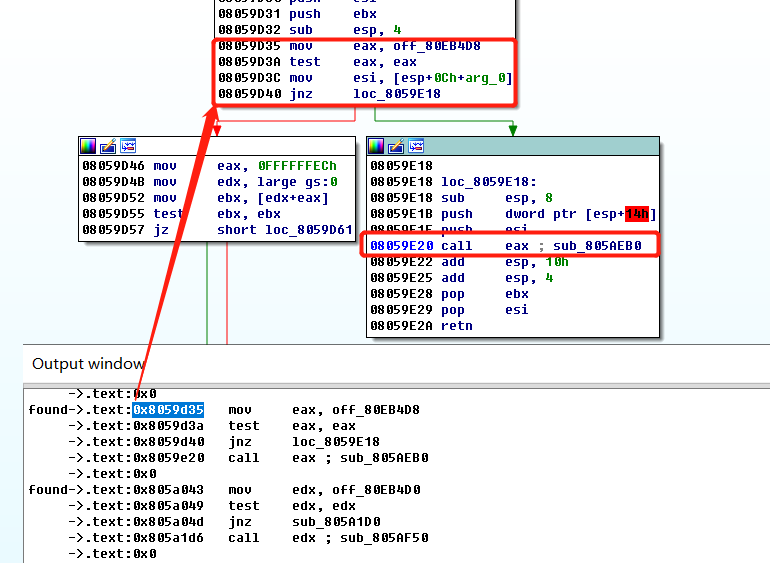 08059D31 push ebx
08059D32 sub esp, 4
08059D35 mov eax, off_80EB4D8
08059D3A test eax, eax
08059D3C mov esi, [esp+0Ch+arg_0]
08059D40 jnz loc_8059E18
08059D46 mov eax, 0FFFFFFECh
08059D4B mov edx, large gs:0
08059D52 mov ebx, [edx+eax]
08059D55 test ebx, ebx
08059D57 jz short loc_8059D61
08059E18
08059E18 loc_8059E18:
08059E18 sub esp, 8
08059E1B push dword ptr [esp+14h]
08059E1F push esi
08059E20 call eax ; sub_805AEB0
08059E22 add esp, 10h
08059E25 add esp, 4
08059E28 pop ebx
08059E29 pop esi
08059E2A retn
Output window
->.text:0x0
found->.text:0x8059d35 mov eax, off_80EB4D8
->.text:0x8059d3a test eax, eax
->.text:0x8059d40 jnz loc_8059E18
->.text:0x8059e20 call eax ; sub_805AEB0
->.text:0x0
found->.text:0x805a043 mov edx, off_80EB4D0
->.text:0x805a049 test edx, edx
->.text:0x805a04d jnz sub_805A1D0
->.text:0x805a1d6 call edx ; sub_805AF50
->.text:0x0